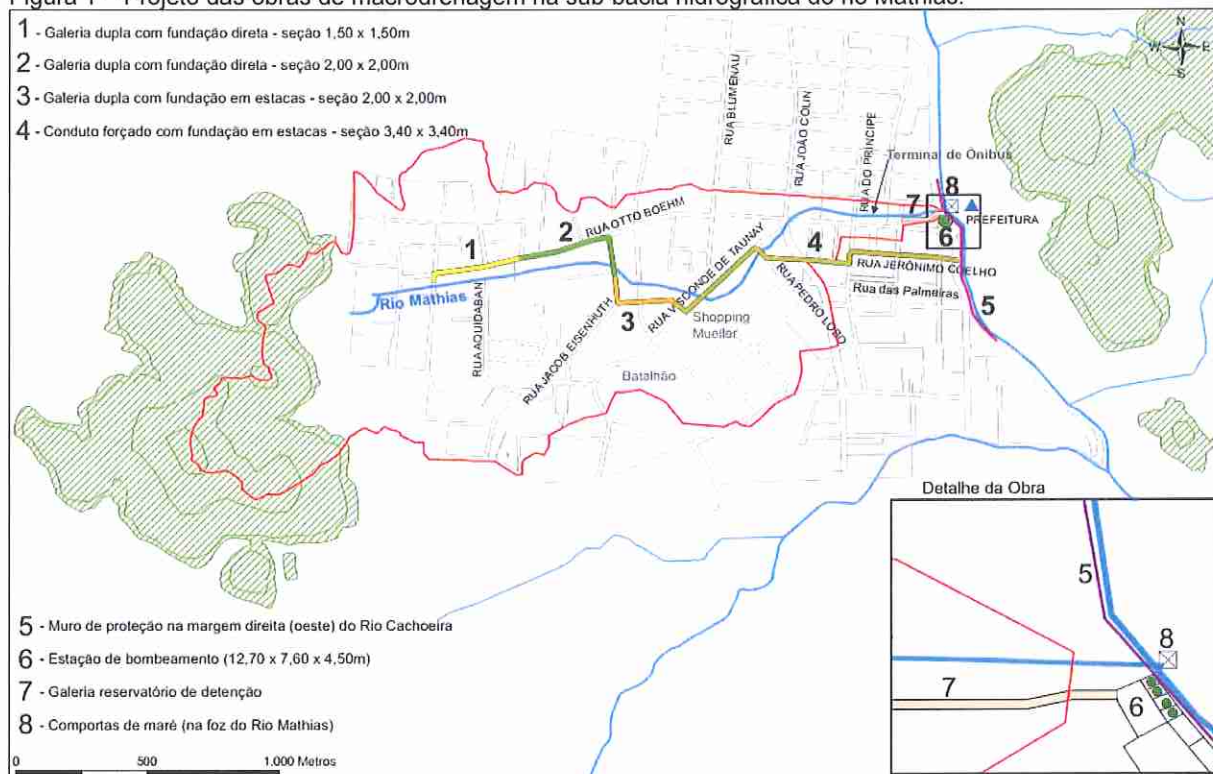 Figura 1 – Projeto das obras de macrodrenagem na sub-bacia hidrográfica do rio Mathias.
1 - Galeria dupla com fundação direta - seção 1,50 x 1,50m
2 - Galeria dupla com fundação direta - seção 2,00 x 2,00m
3 - Galeria dupla com fundação em estacas - seção 2,00 x 2,00m
4 - Conduto forçado com fundação em estacas - seção 3,40 x 3,40m
N
W
S
RUA BLUMENAU
RUA JOÃO COLIN
RUA DO PRINCIPE
Terminal de Ônibus
8
7
PREFEITURA
6
RUA OTTO BOEHM
2
1
RUA VISCONDE DE TAUNAY
4
RUA JERÔNIMO COELHO
Rio Mathias
RUA AQUIDABAN
RUA JACOB EISENHUTH
3
RUA PEDRO LOBO
Rua das Palmeiras
5
Shopping
Mueller
Batalhão
Detalhe da Obra
5
8
7
6
5 - Muro de proteção na margem direita (oeste) do Rio Cachoeira
6 - Estação de bombeamento (12,70 x 7,60 x 4,50m)
7 - Galeria reservatório de detenção
8 - Comportas de maré (na foz do Rio Mathias)
0 500 1.000 Metros